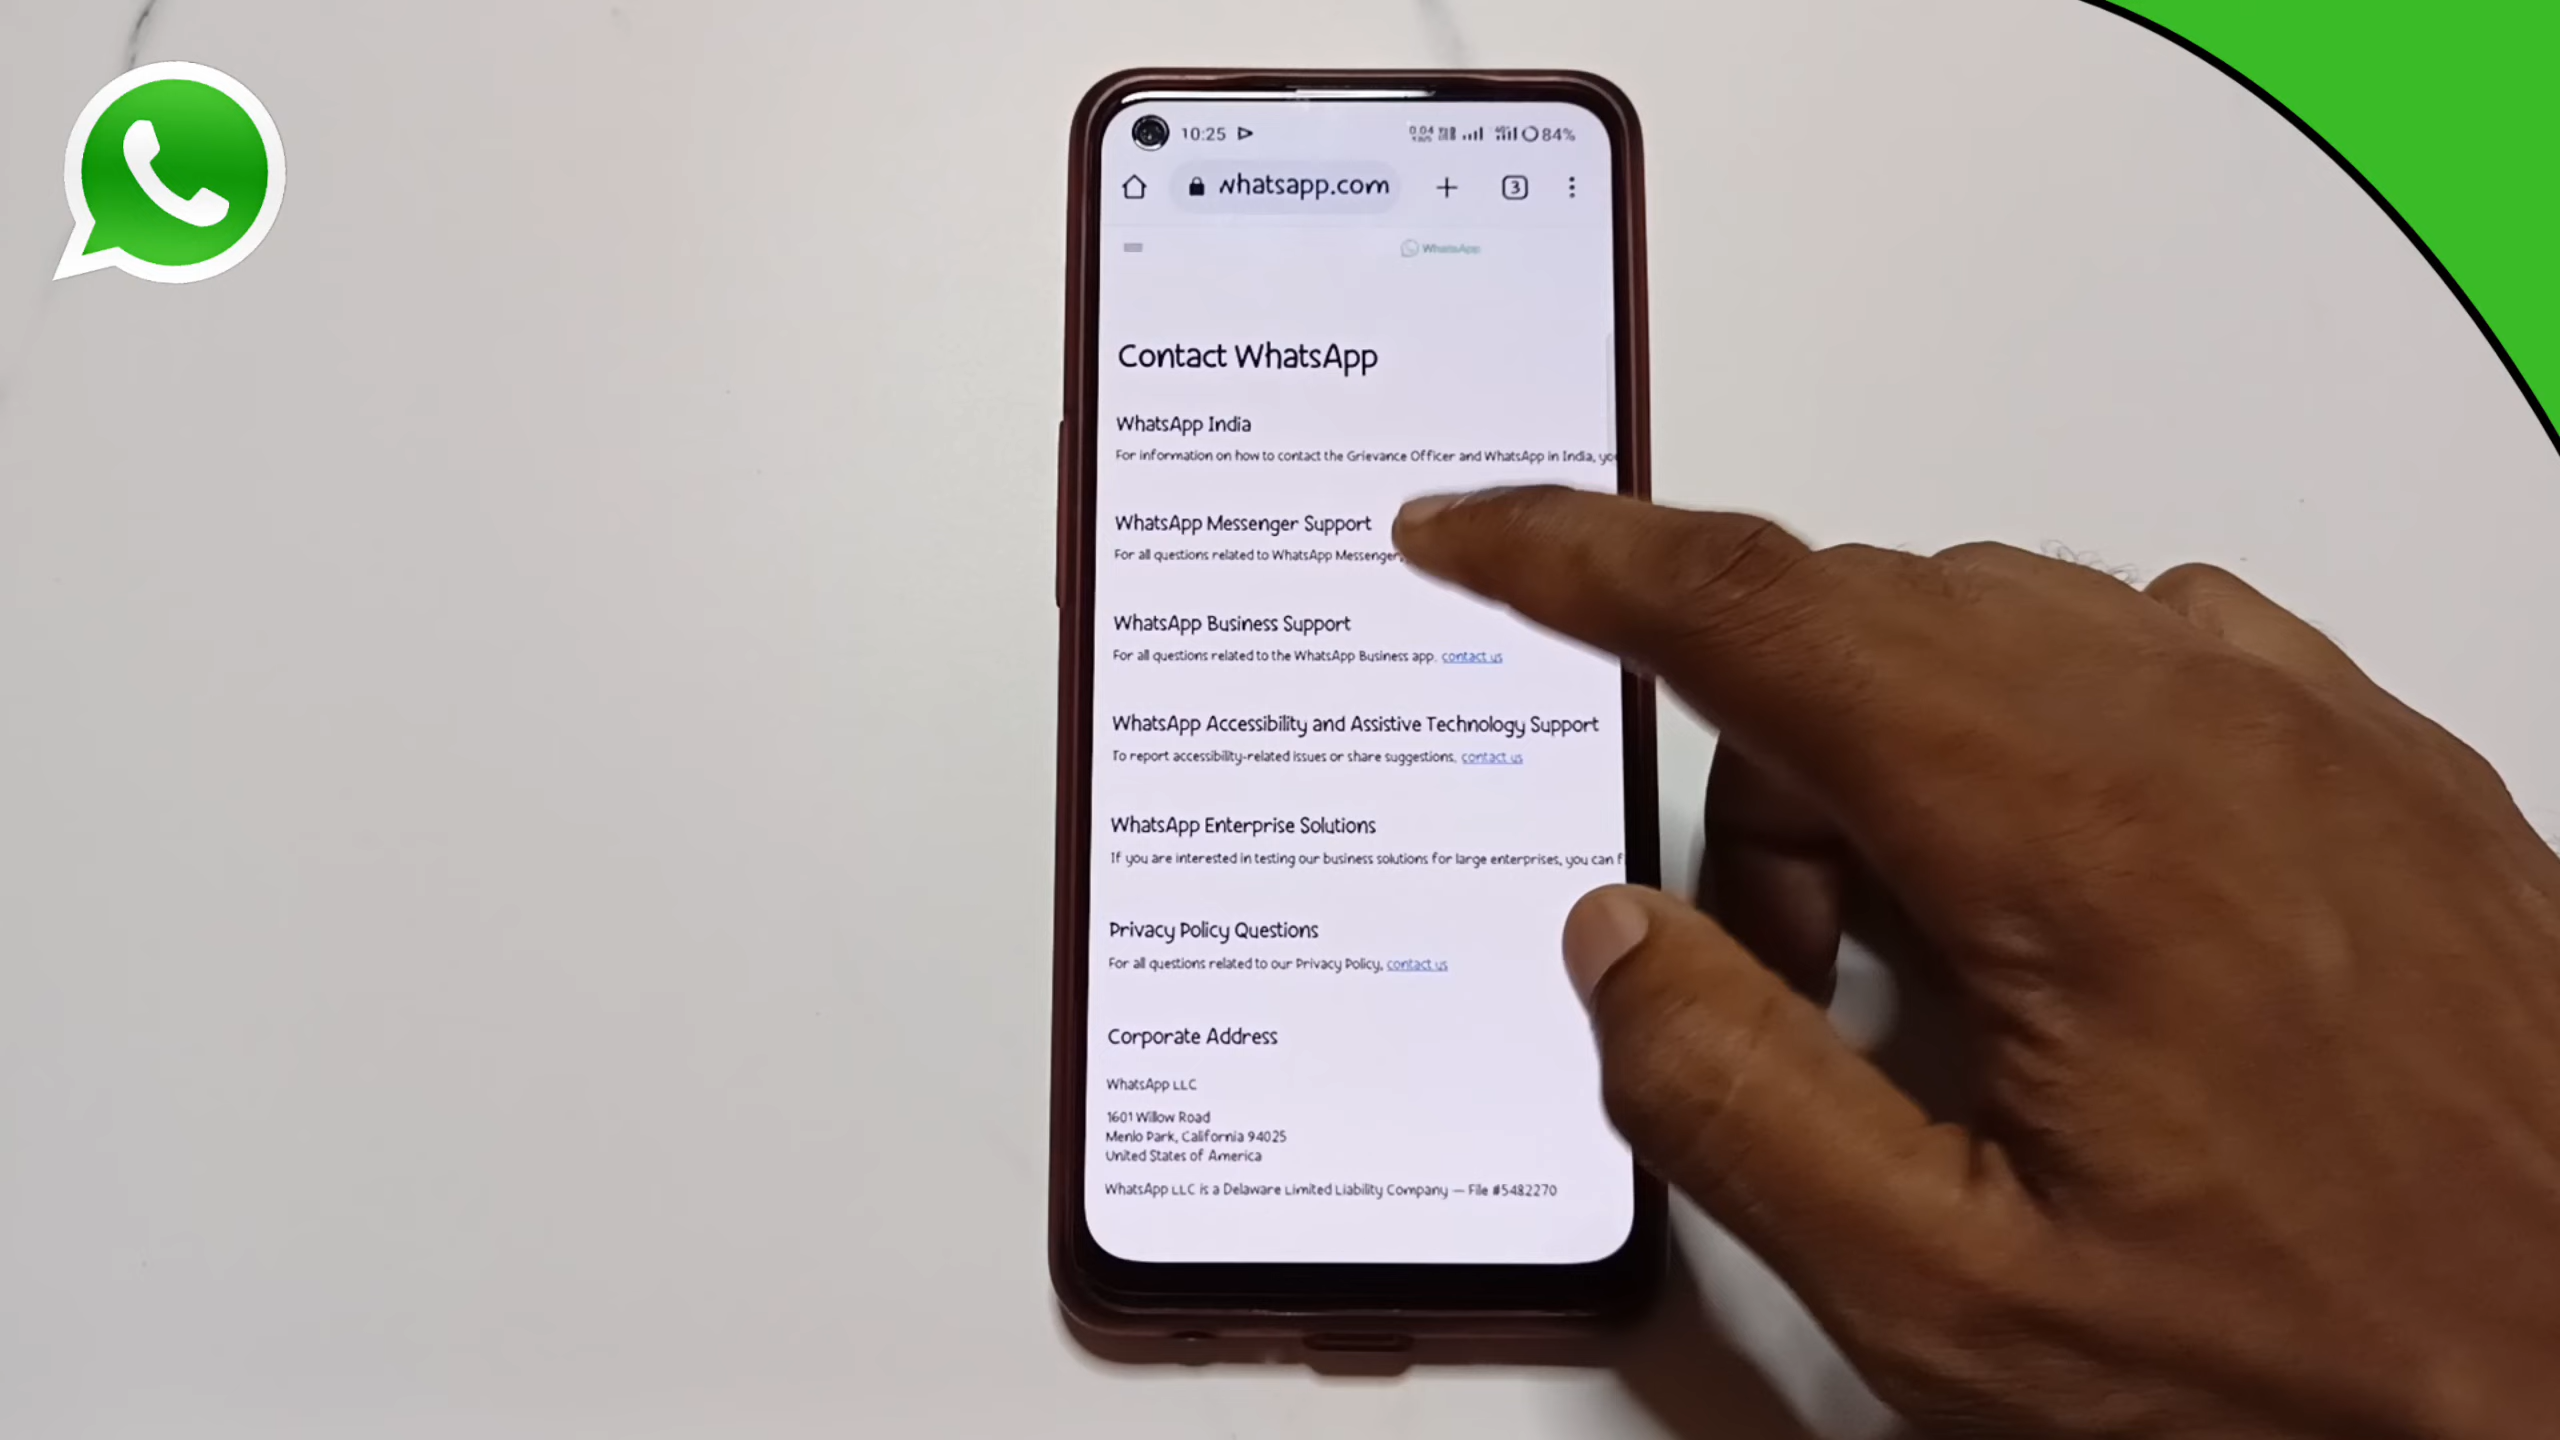 10:25
84%
whatsapp.com
3
WhatsApp
Contact WhatsApp
WhatsApp India
For information on how to contact the Grievance Officer and WhatsApp in India,
WhatsApp Messenger Support
For all questions related to WhatsApp Messenger,
WhatsApp Business Support
For all questions related to the WhatsApp Business app, contact us
WhatsApp Accessibility and Assistive Technology Support
To report accessibility-related issues or share suggestions, contact us
WhatsApp Enterprise Solutions
If you are interested in testing our business solutions for large enterprises, you can
Privacy Policy Questions
For all questions related to our Privacy Policy, contact us
Corporate Address
WhatsApp LLC
1601 Willow Road
Menlo Park, California 94025
United States of America
WhatsApp LLC is a Delaware Limited Liability Company — File #5482270